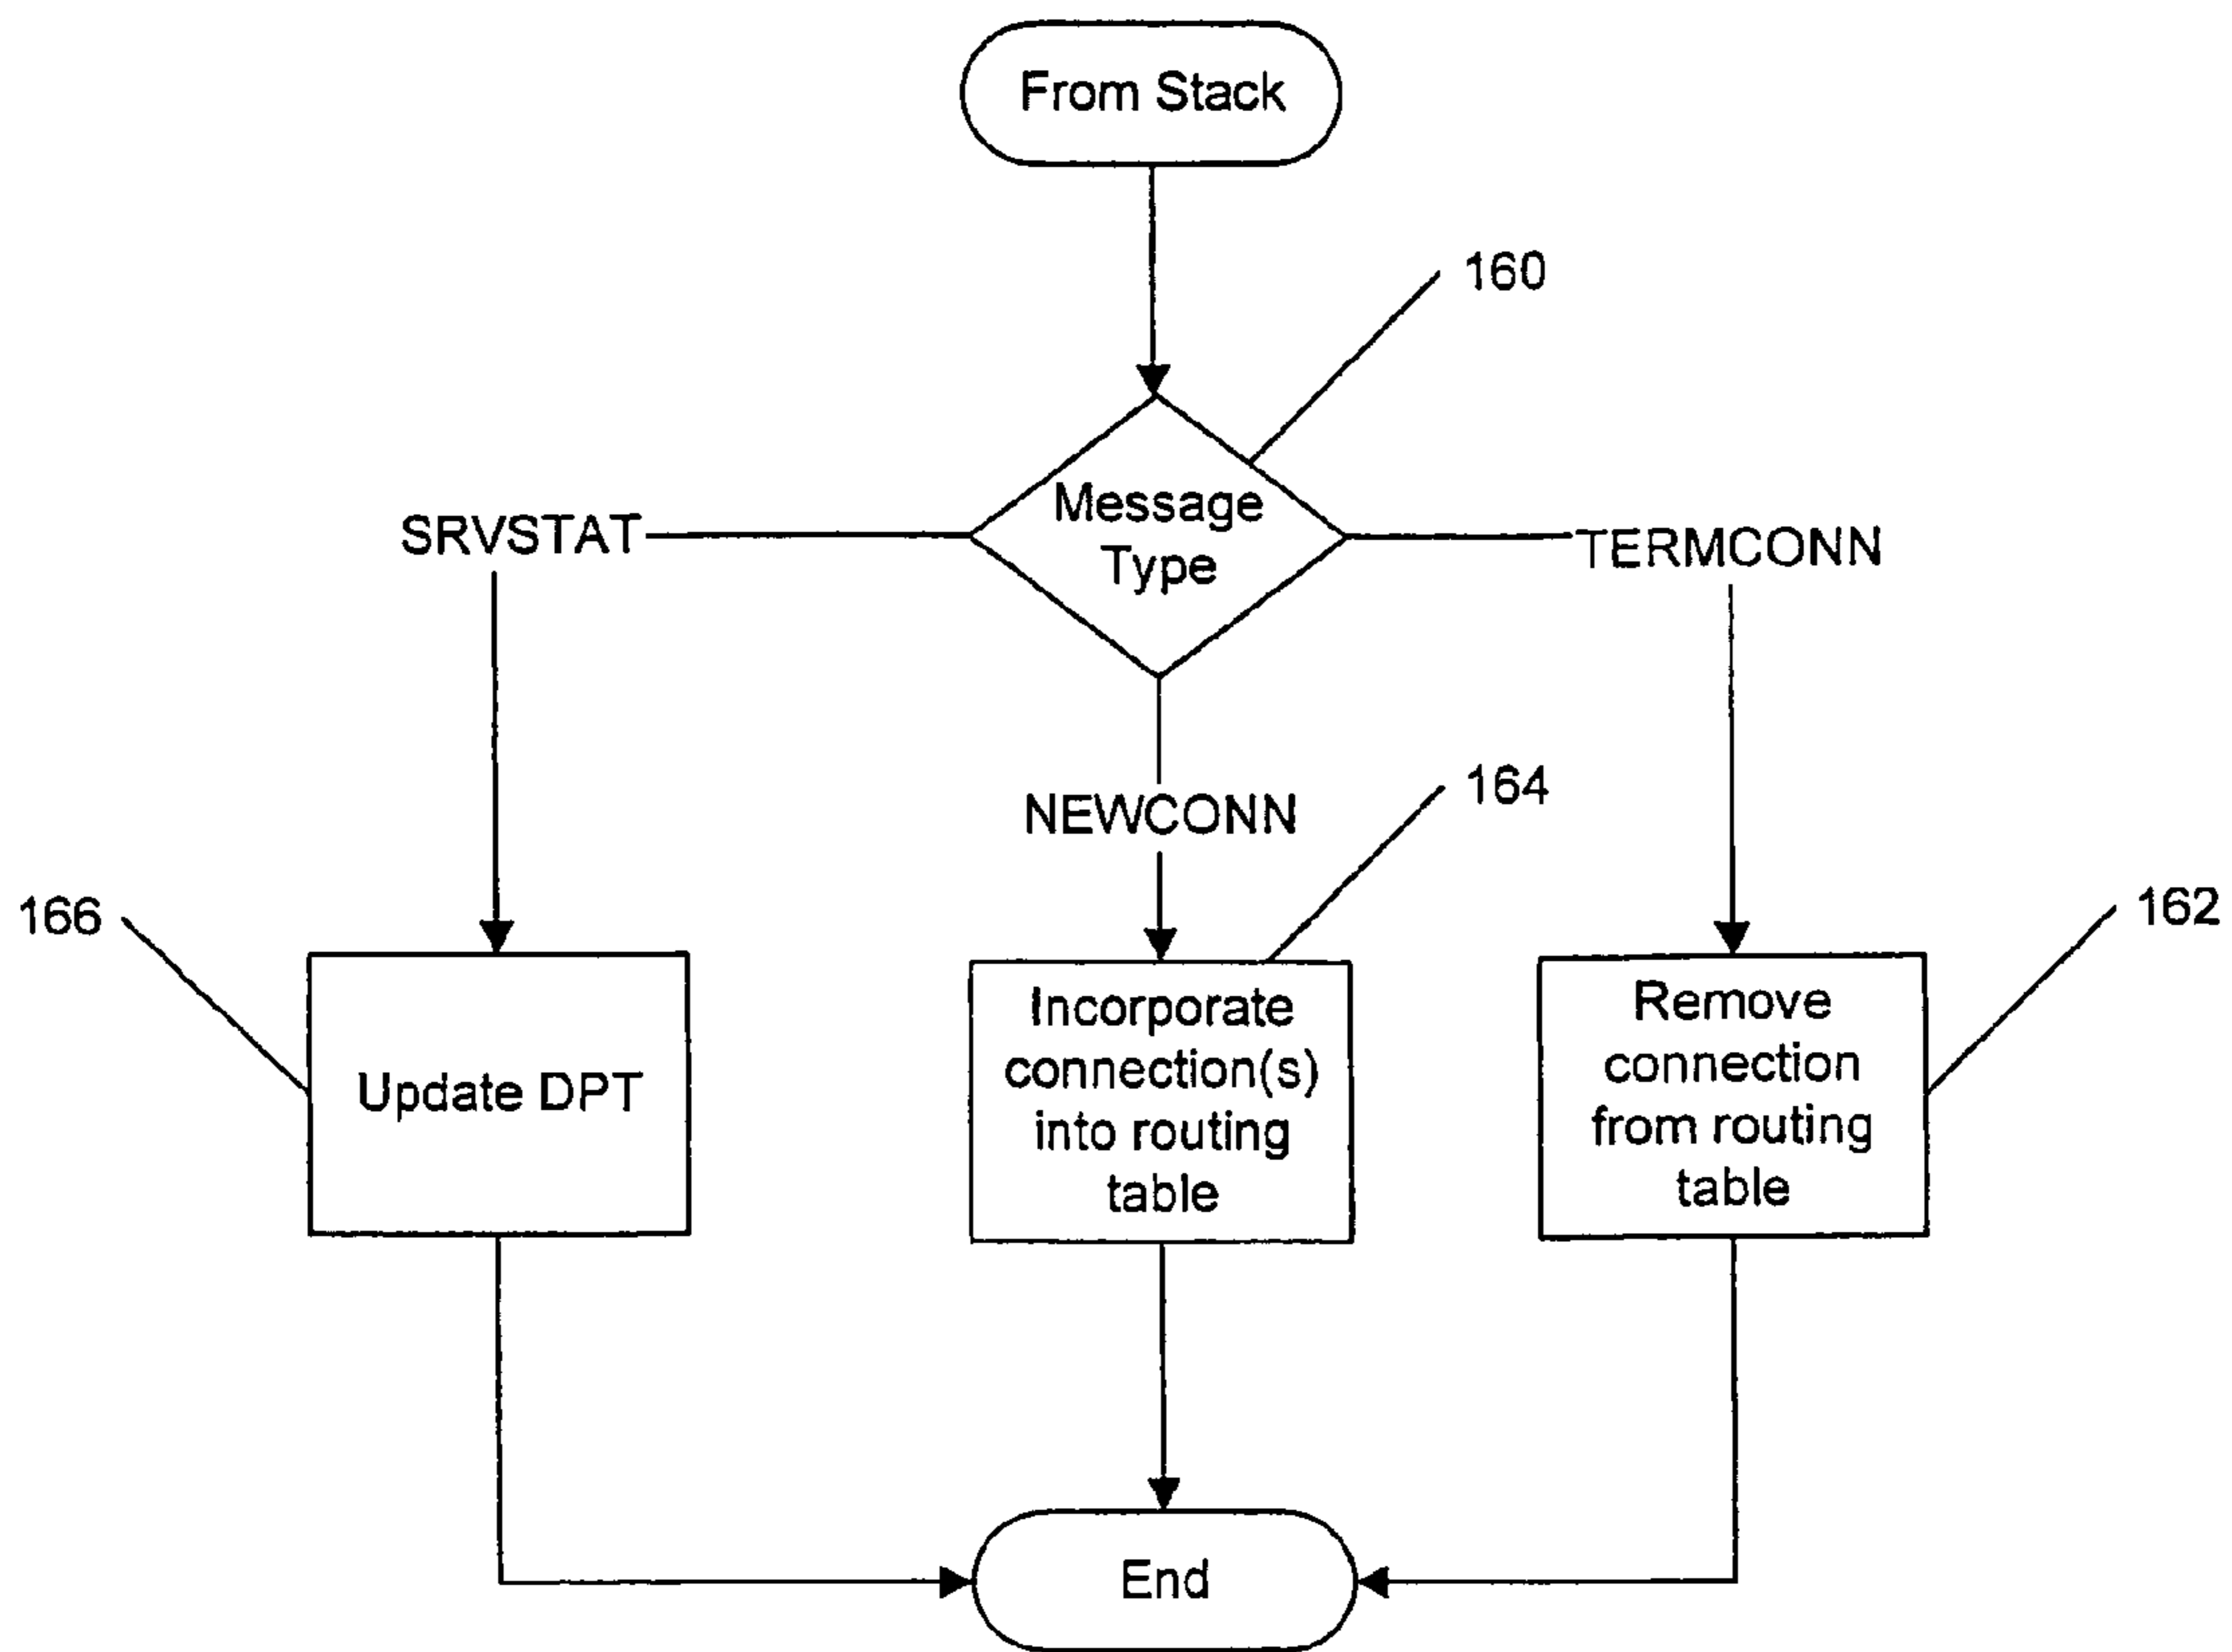 From Stack
160
Message
Type
SRVSTAT
TERMCONN
NEWCONN
164
166
162
Update DPT
Incorporate
connection(s)
into routing
table
Remove
connection
from routing
table
End